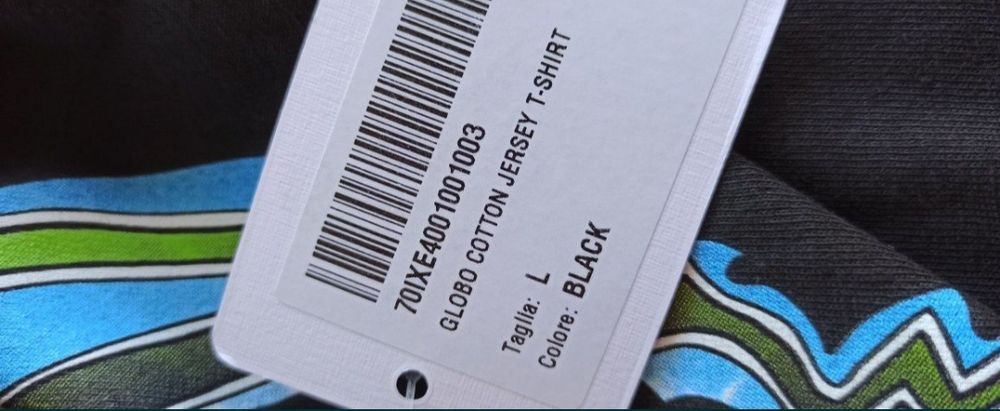 70IXE4001001003
GLOBO COTTON JERSEY T-SHIRT
Taglia: L
Colore: BLACK